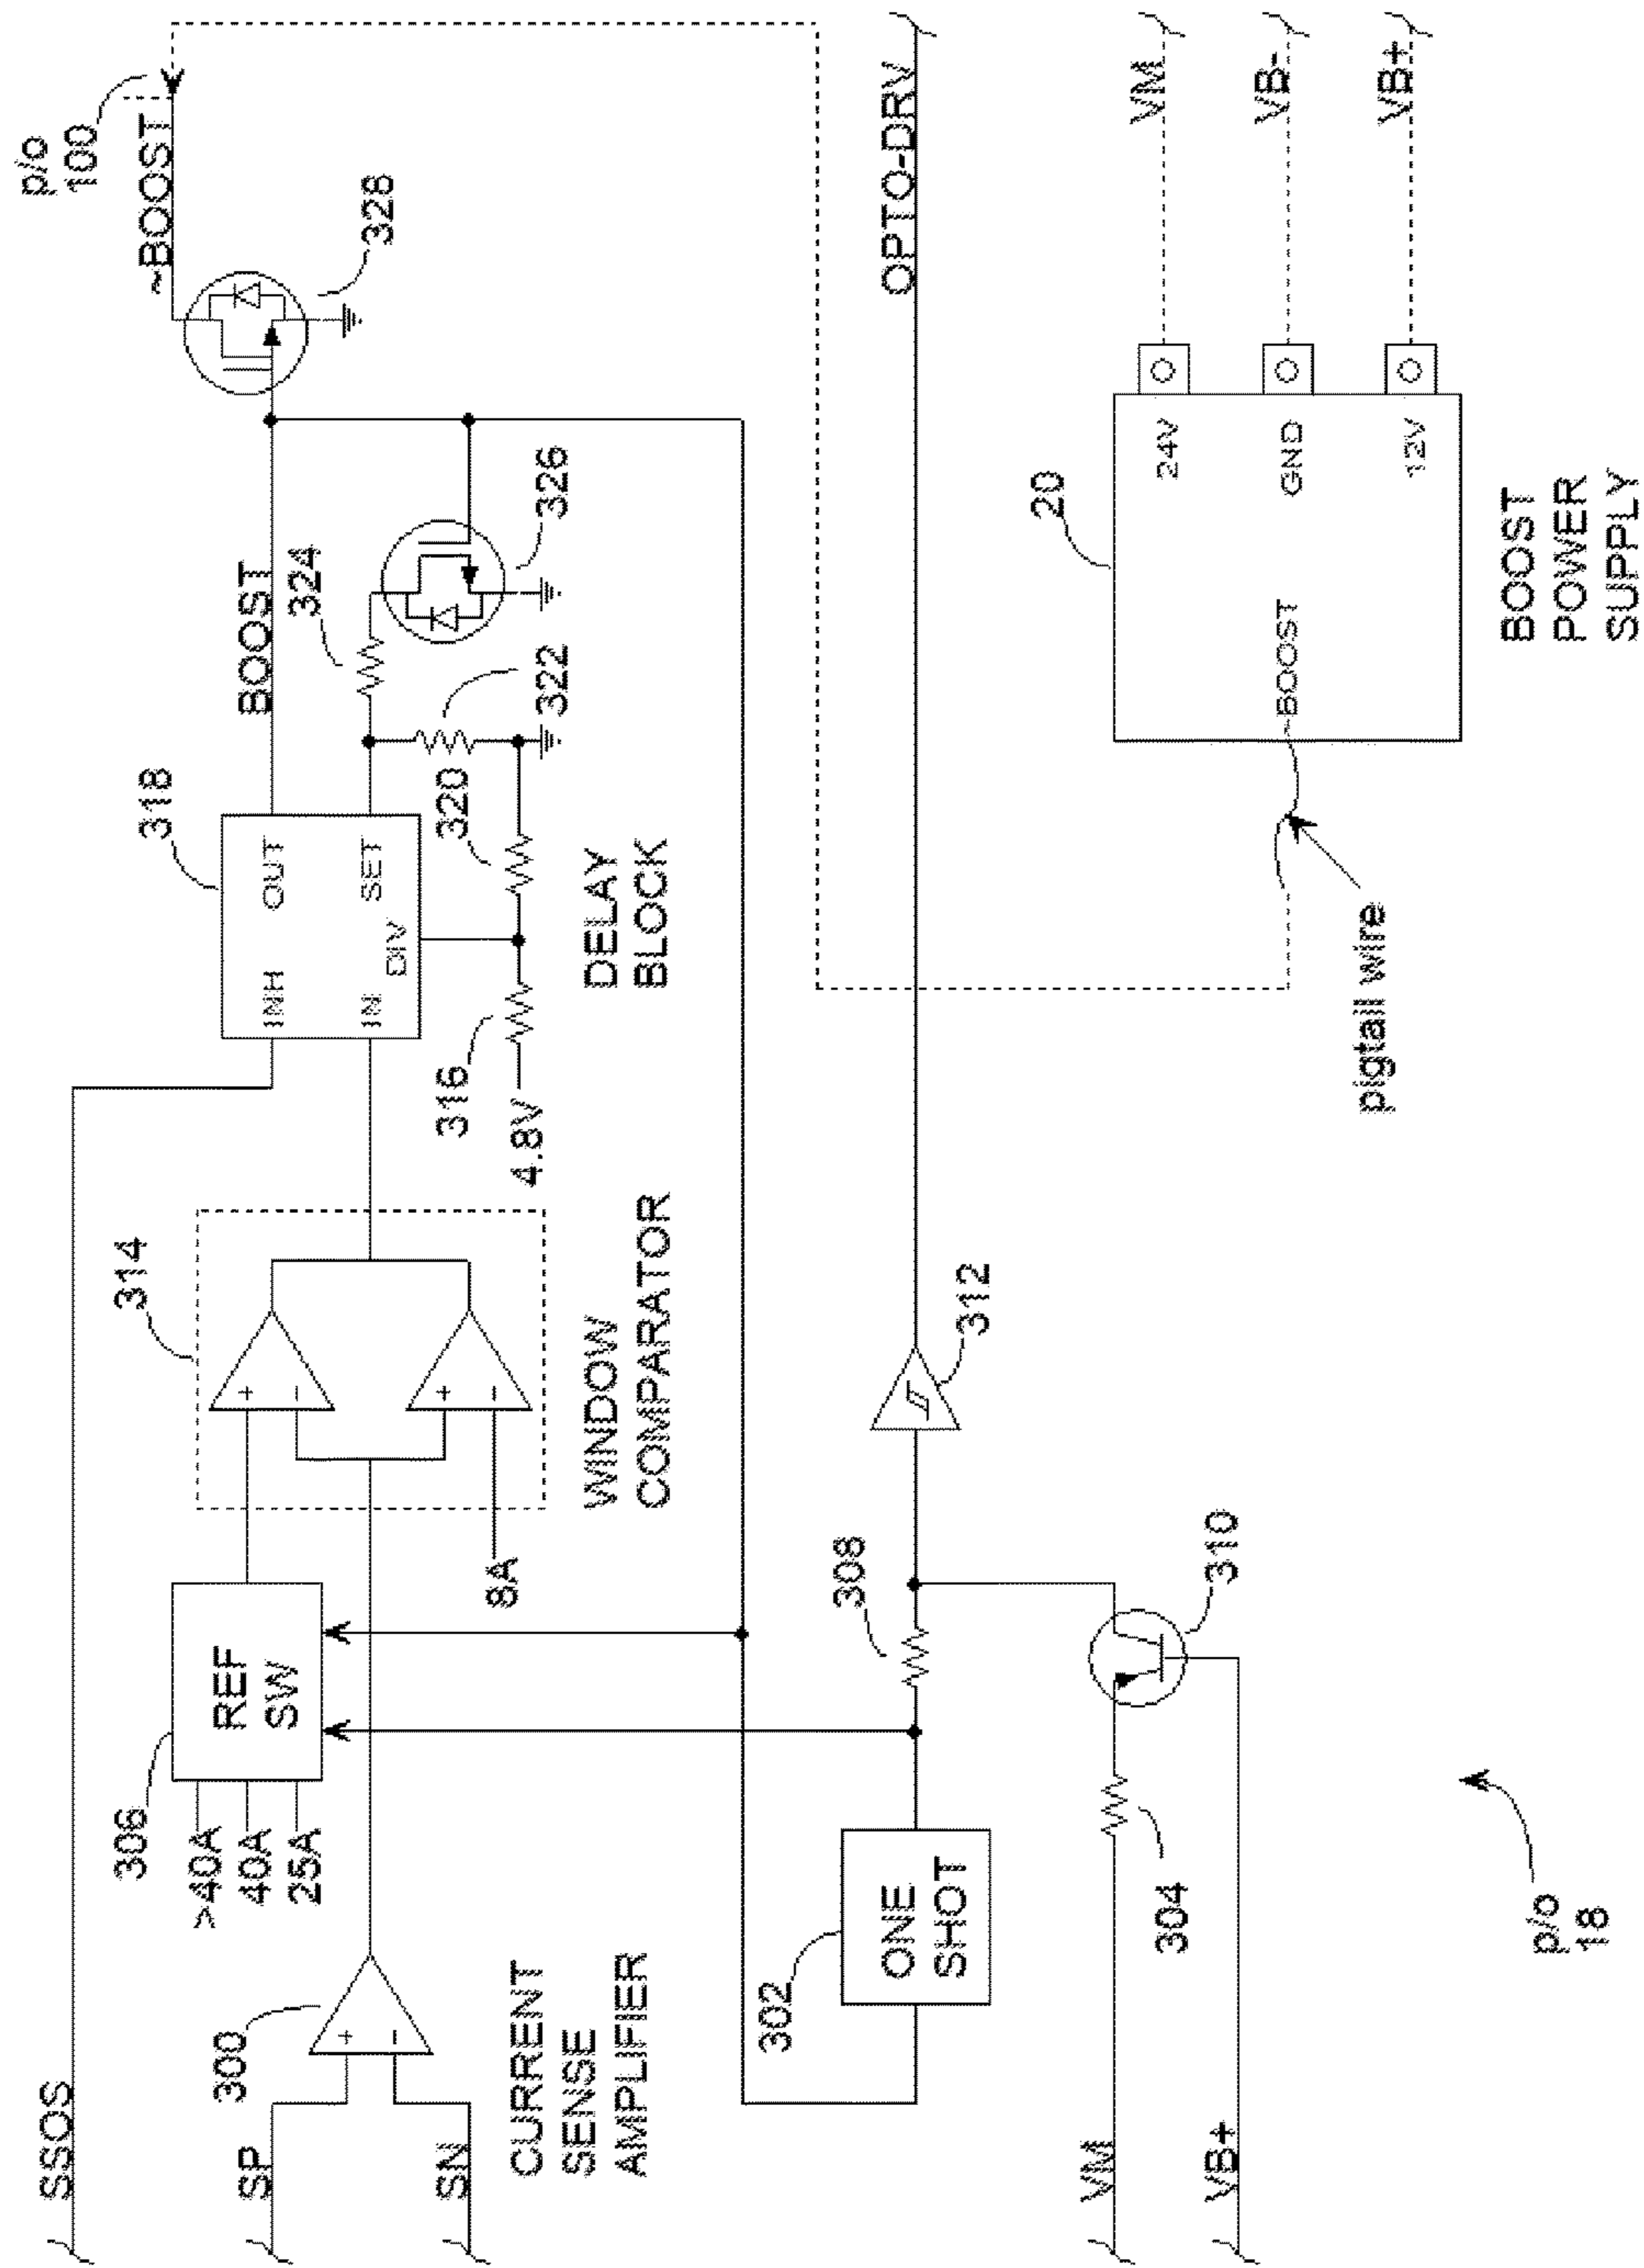 p/o
100
~BOOST
328
BOOST
324
326
322
318
INH
OUT
IN
SET
DIV
320
316
4.8V
DELAY
BLOCK
314
+
-
+
-
WINDOW
COMPARATOR
8A
306
REF
SW
>40A
40A
25A
SSOS
SP
SN
300
+
-
CURRENT
SENSE
AMPLIFIER
302
ONE
SHOT
308
312
OPTO-DRV
310
304
VM
VB+
p/o
18
20
~BOOST
24V
GND
12V
VM
VB-
VB+
BOOST
POWER
SUPPLY
pigtail wire